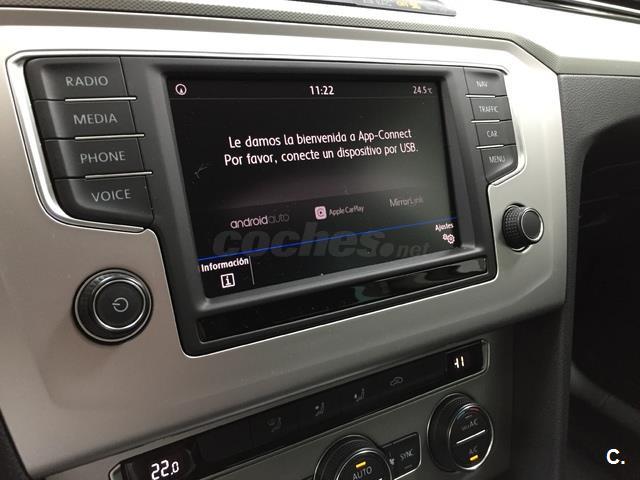 RADIO
MEDIA
PHONE
VOICE
11:22
24.5°C
Le damos la bienvenida a App-Connect
Por favor, conecte un dispositivo por USB.
androidauto
Apple CarPlay
MirrorLink
Información
Ajustes
NAV
TRAFFIC
CAR
MENU
coches.net
22.0
AUTO
SYNC
A/C
A/C
C.